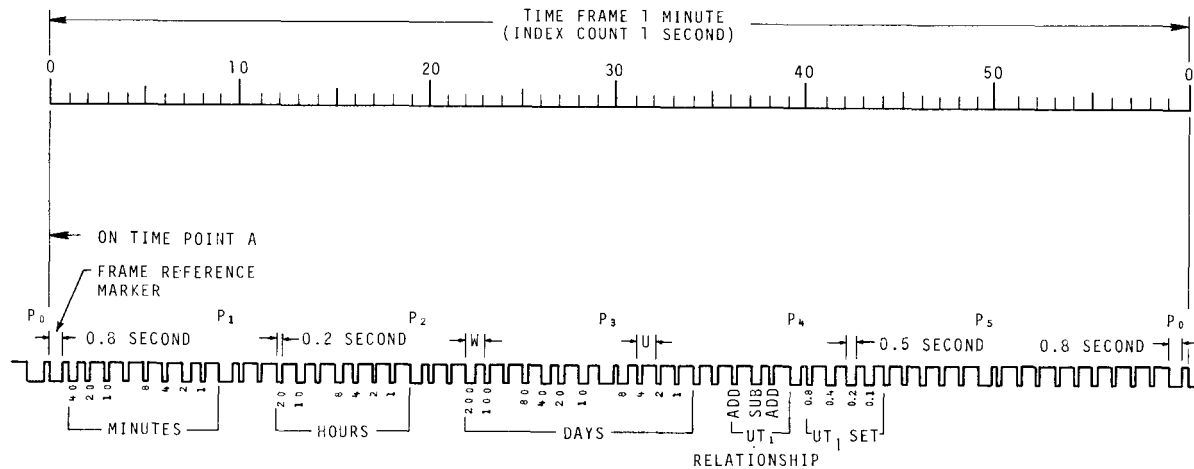 TIME FRAME 1 MINUTE
(INDEX COUNT 1 SECOND)
0 10 20 30 40 50 0
ON TIME POINT A
FRAME REFERENCE
MARKER
P0 P1 P2 P3 P4 P5 P0
0.8 SECOND 0.2 SECOND W U 0.5 SECOND 0.8 SECOND
40 20 10 8 4 2 1 20 10 8 4 2 1 200 100 80 40 20 10 8 4 2 1 ADD SUB ADD 0.8 0.4 0.2 0.1
MINUTES HOURS DAYS UT1 UT1 SET
RELATIONSHIP